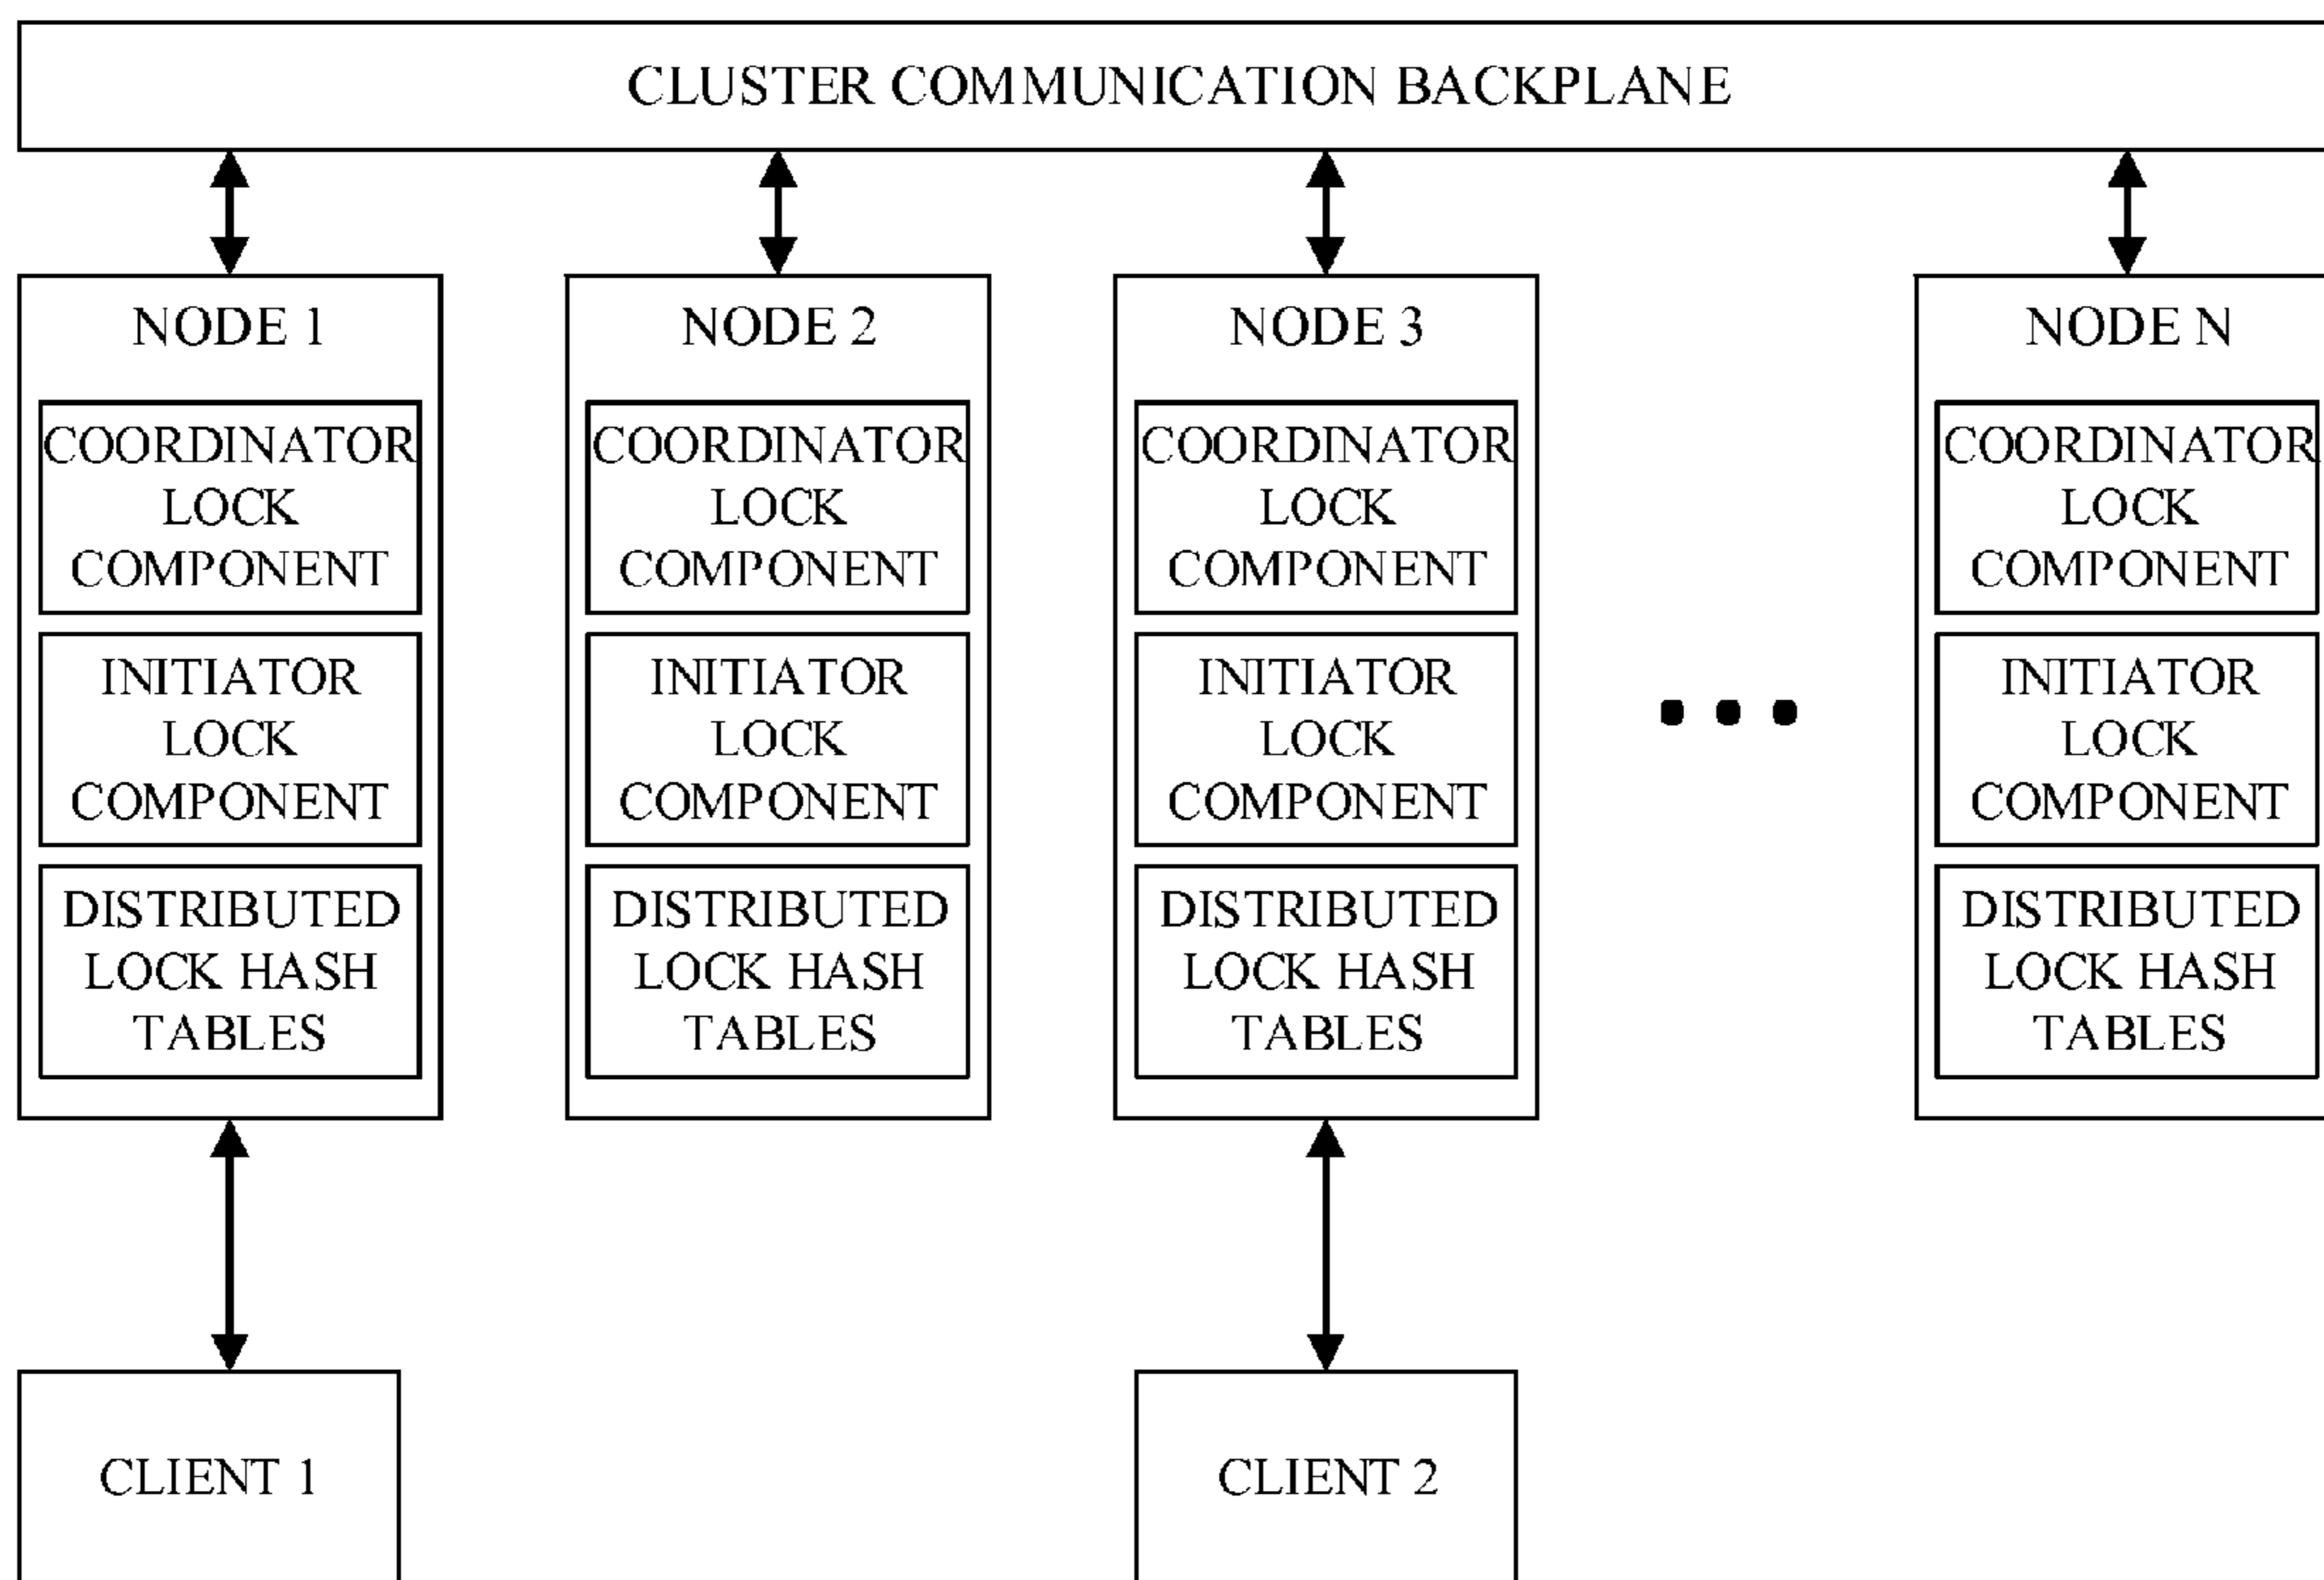 CLUSTER COMMUNICATION BACKPLANE
NODE 1
COORDINATOR
LOCK
COMPONENT
INITIATOR
LOCK
COMPONENT
DISTRIBUTED
LOCK HASH
TABLES
NODE 2
COORDINATOR
LOCK
COMPONENT
INITIATOR
LOCK
COMPONENT
DISTRIBUTED
LOCK HASH
TABLES
NODE 3
COORDINATOR
LOCK
COMPONENT
INITIATOR
LOCK
COMPONENT
DISTRIBUTED
LOCK HASH
TABLES
NODE N
COORDINATOR
LOCK
COMPONENT
INITIATOR
LOCK
COMPONENT
DISTRIBUTED
LOCK HASH
TABLES
CLIENT 1
CLIENT 2